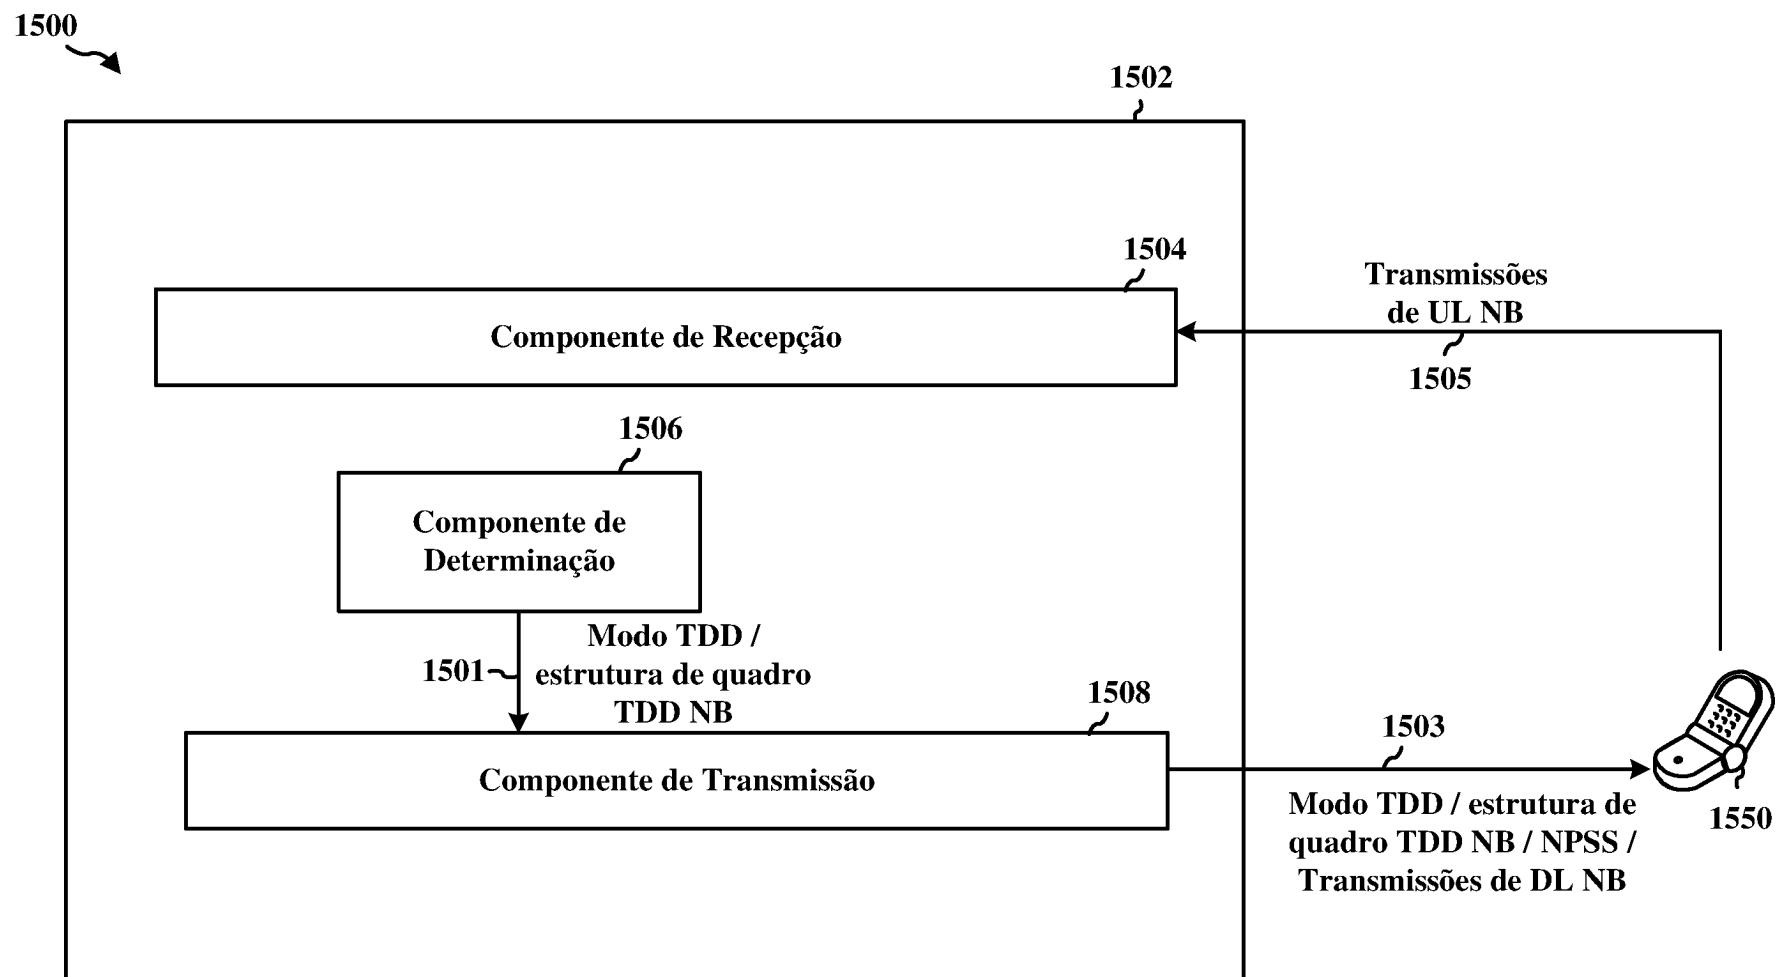 1500
1502
1504
Componente de Recepção
Transmissões
de UL NB
1505
1506
Componente de
Determinação
1501
Modo TDD /
estrutura de quadro
TDD NB
1508
Componente de Transmissão
1503
Modo TDD / estrutura de
quadro TDD NB / NPSS /
Transmissões de DL NB
1550